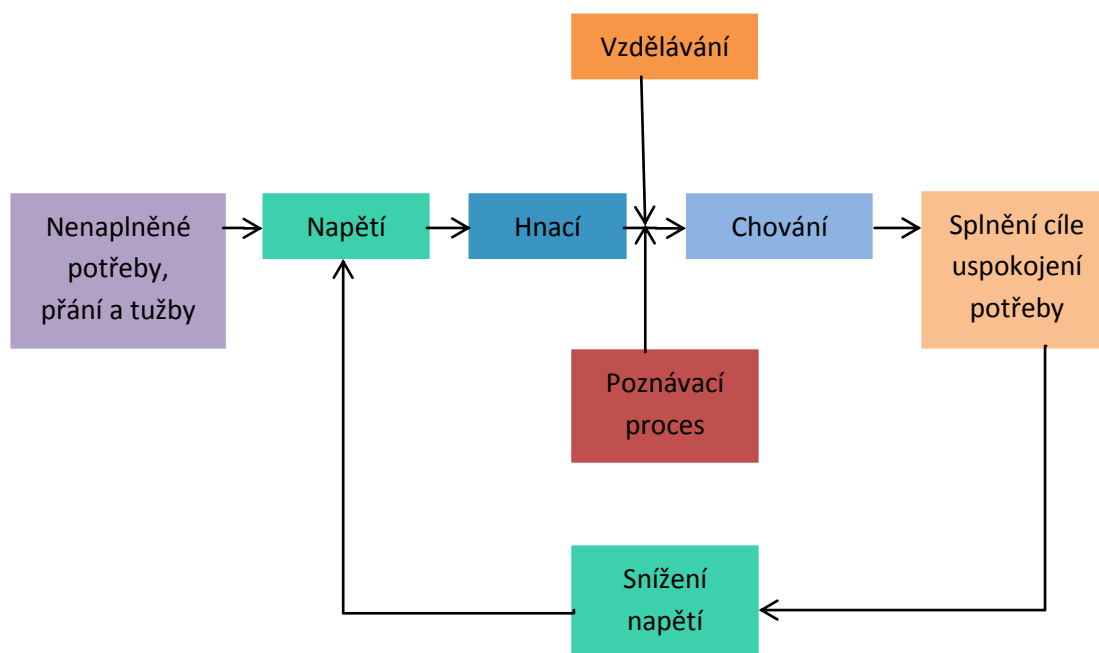 Vzdělávání
Nenaplněné
potřeby,
přání a tužby
Napětí
Hnací
Chování
Splnění cíle
uspokojení
potřeby
Poznávací
proces
Snížení
napětí